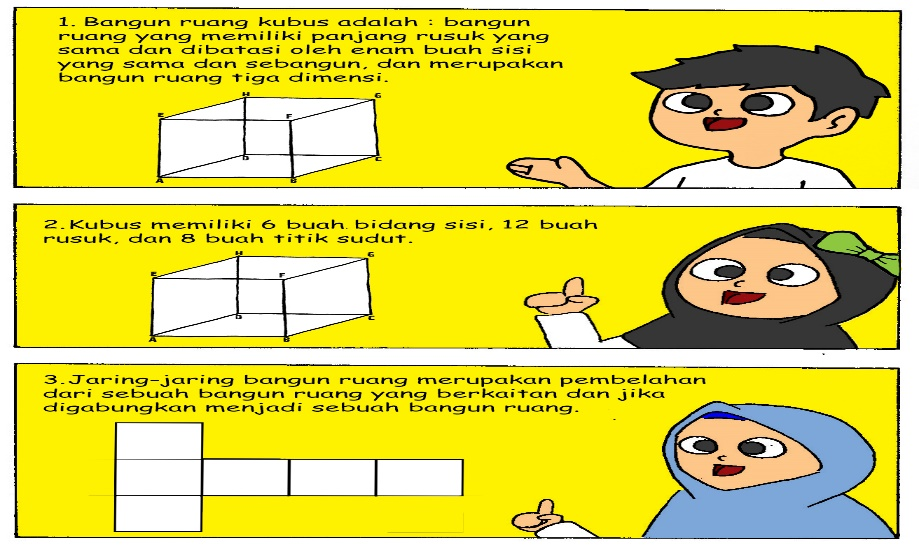 1. Bangun ruang kubus adalah : bangun
ruang yang memiliki panjang rusuk yang
sama dan dibatasi oleh enam buah sisi
yang sama dan sebangun, dan merupakan
bangun ruang tiga dimensi.
H
G
E
F
D
C
A
B
2.Kubus memiliki 6 buah bidang sisi, 12 buah
rusuk, dan 8 buah titik sudut.
H
G
E
F
D
C
A
B
3.Jaring-jaring bangun ruang merupakan pembelahan
dari sebuah bangun ruang yang berkaitan dan jika
digabungkan menjadi sebuah bangun ruang.